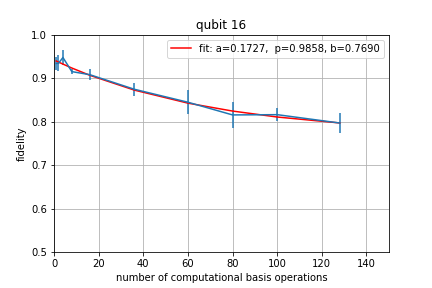 qubit 16
fit: a=0.1727,  p=0.9858, b=0.7690
1.0
0.9
0.8
0.7
0.6
0.5
fidelity
0 20 40 60 80 100 120 140
number of computational basis operations